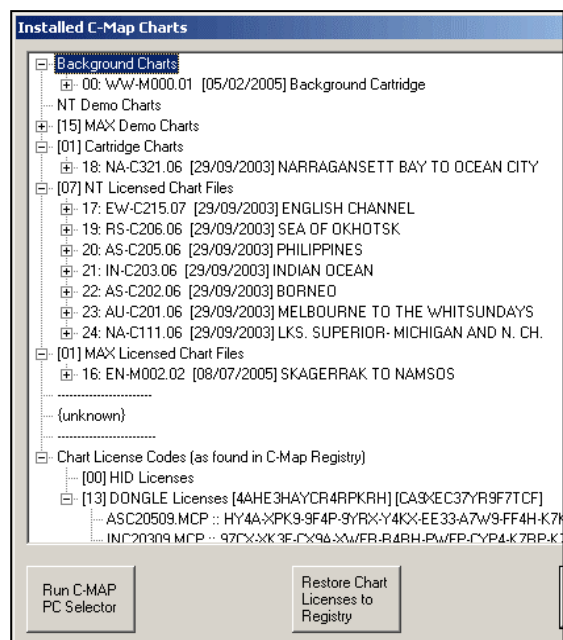 Installed C-Map Charts
Background Charts
00: WW-M000.01 [05/02/2005] Background Cartridge
NT Demo Charts
[15] MAX Demo Charts
[01] Cartridge Charts
18: NA-C321.06 [29/09/2003] NARRAGANSETT BAY TO OCEAN CITY
[07] NT Licensed Chart Files
17: EW-C215.07 [29/09/2003] ENGLISH CHANNEL
19: RS-C206.06 [29/09/2003] SEA OF OKHOTSK
20: AS-C205.06 [29/09/2003] PHILIPPINES
21: IN-C203.06 [29/09/2003] INDIAN OCEAN
22: AS-C202.06 [29/09/2003] BORNEO
23: AU-C201.06 [29/09/2003] MELBOURNE TO THE WHITSUNDAYS
24: NA-C111.06 [29/09/2003] LKS. SUPERIOR- MICHIGAN AND N. CH.
[01] MAX Licensed Chart Files
16: EN-M002.02 [08/07/2005] SKAGERRAK TO NAMSOS
-----------------------
{unknown}
------------------------
Chart License Codes (as found in C-Map Registry)
[00] HID Licenses
[13] DONGLE Licenses [4AHE3HAYCR4RPKRH] [CA9XEC37YR9F7TCF]
ASC20509.MCP :: HY4A-XPK9-9F4P-9YRX-Y4KX-EE33-A7W9-FF4H-K7K
INC20309.MCP ::
Run C-MAP
PC Selector
Restore Chart
Licenses to
Registry